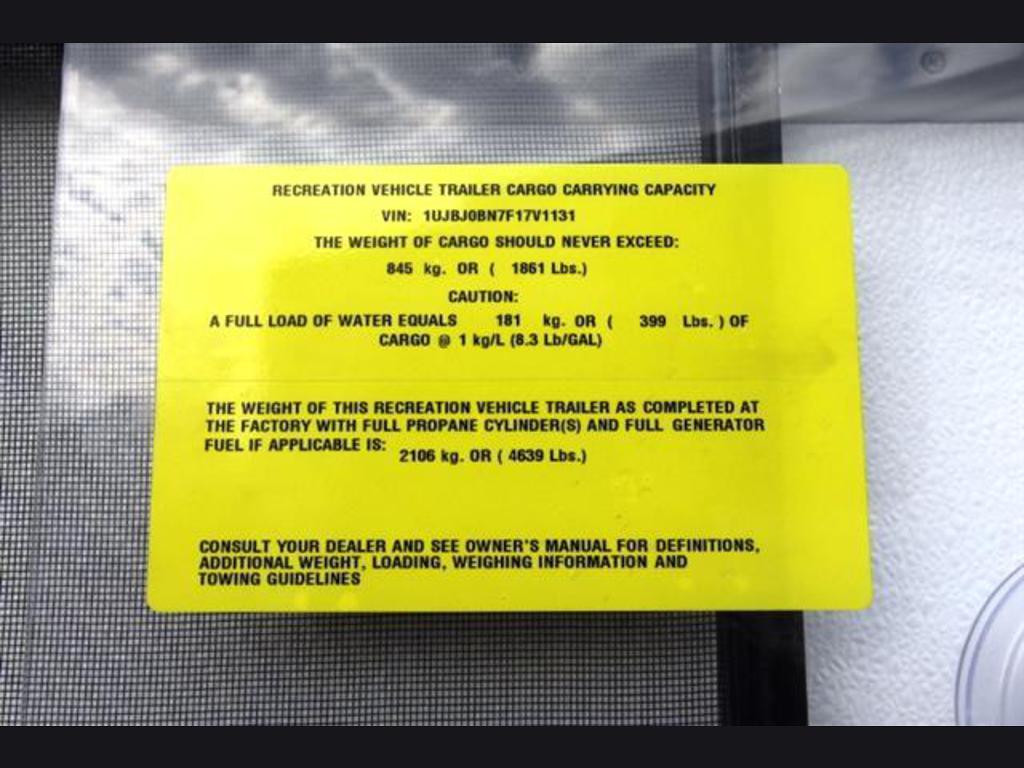 RECREATION VEHICLE TRAILER CARGO CARRYING CAPACITY
VIN: 1UJBJ0BN7F17V1131
THE WEIGHT OF CARGO SHOULD NEVER EXCEED:
845 kg. OR ( 1861 Lbs.)
CAUTION:
A FULL LOAD OF WATER EQUALS 181 kg. OR ( 399 Lbs. ) OF
CARGO @ 1 kg/L (8.3 Lb/GAL)
THE WEIGHT OF THIS RECREATION VEHICLE TRAILER AS COMPLETED AT
THE FACTORY WITH FULL PROPANE CYLINDER(S) AND FULL GENERATOR
FUEL IF APPLICABLE IS:
2106 kg. OR ( 4639 Lbs.)
CONSULT YOUR DEALER AND SEE OWNER'S MANUAL FOR DEFINITIONS,
ADDITIONAL WEIGHT, LOADING, WEIGHING INFORMATION AND
TOWING GUIDELINES